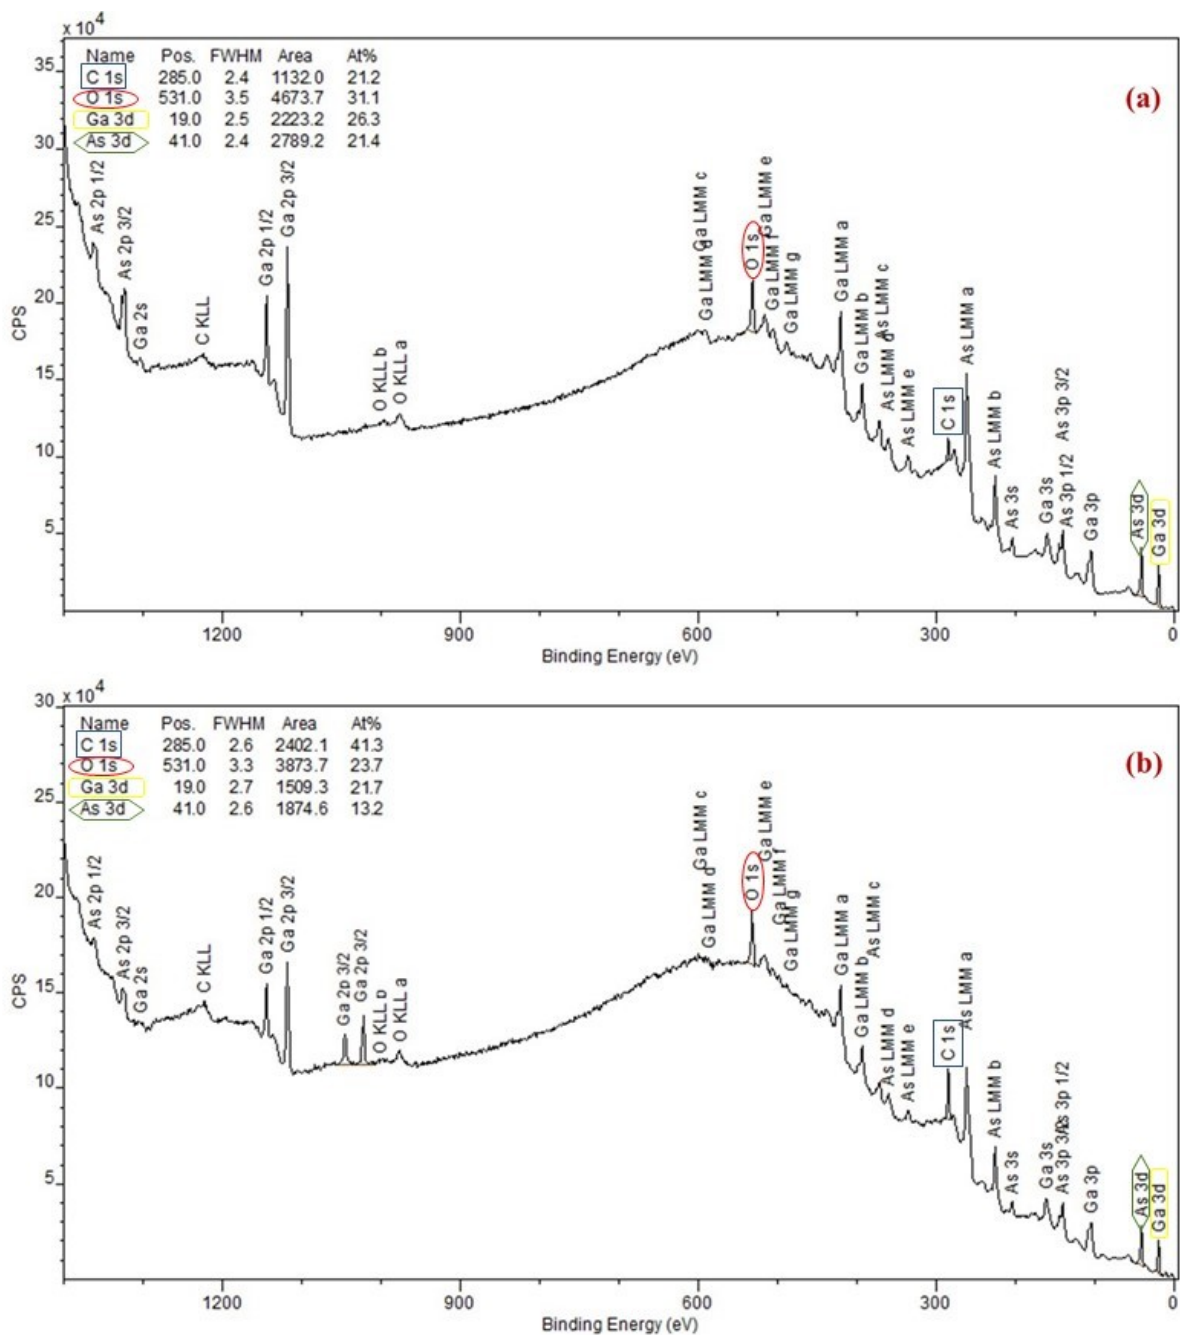 x 10^4
Name Pos. FWHM Area At%
C 1s 285.0 2.4 1132.0 21.2
O 1s 531.0 3.5 4673.7 31.1
Ga 3d 19.0 2.5 2223.2 26.3
As 3d 41.0 2.4 2789.2 21.4
(a)
35
30
25
20
15
10
5
CPS
As 2p 1/2
As 2p 3/2
Ga 2s
C KLL
Ga 2p 1/2
Ga 2p 3/2
O KLL b
O KLL a
Ga LMM c
Ga LMM d
O 1s
Ga LMM e
Ga LMM f
Ga LMM g
Ga LMM a
Ga LMM b
As LMM c
As LMM d
As LMM e
C 1s
As LMM a
As LMM b
As 3s
Ga 3s
As 3p 1/2
As 3p 3/2
Ga 3p
As 3d
Ga 3d
1200 900 600 300 0
Binding Energy (eV)
30 x 10^4
Name Pos. FWHM Area At%
C 1s 285.0 2.6 2402.1 41.3
O 1s 531.0 3.3 3873.7 23.7
Ga 3d 19.0 2.7 1509.3 21.7
As 3d 41.0 2.6 1874.6 13.2
(b)
25
20
15
10
5
CPS
As 2p 1/2
As 2p 3/2
Ga 2s
C KLL
Ga 2p 1/2
Ga 2p 3/2
Ga 2p 3/2
Ga 2p 3/2
O KLL b
O KLL a
Ga LMM c
Ga LMM d
O 1s
Ga LMM e
Ga LMM f
Ga LMM g
Ga LMM a
Ga LMM b
As LMM c
As LMM d
As LMM e
C 1s
As LMM a
As LMM b
As 3s
Ga 3s
As 3p 3/2
As 3p 1/2
Ga 3p
As 3d
Ga 3d
1200 900 600 300 0
Binding Energy (eV)